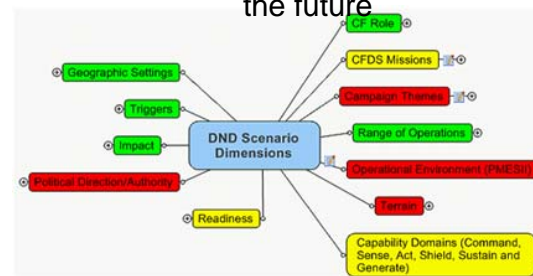 the future
CF Role
CFDS Missions
Geographic Settings
Campaign Themes
Triggers
DND Scenario
Dimensions
Range of Operations
Impact
Operational Environment (PMESII)
Political Direction/Authority
Terrain
Readiness
Capability Domains (Command,
Sense, Act, Shield, Sustain and
Generate)